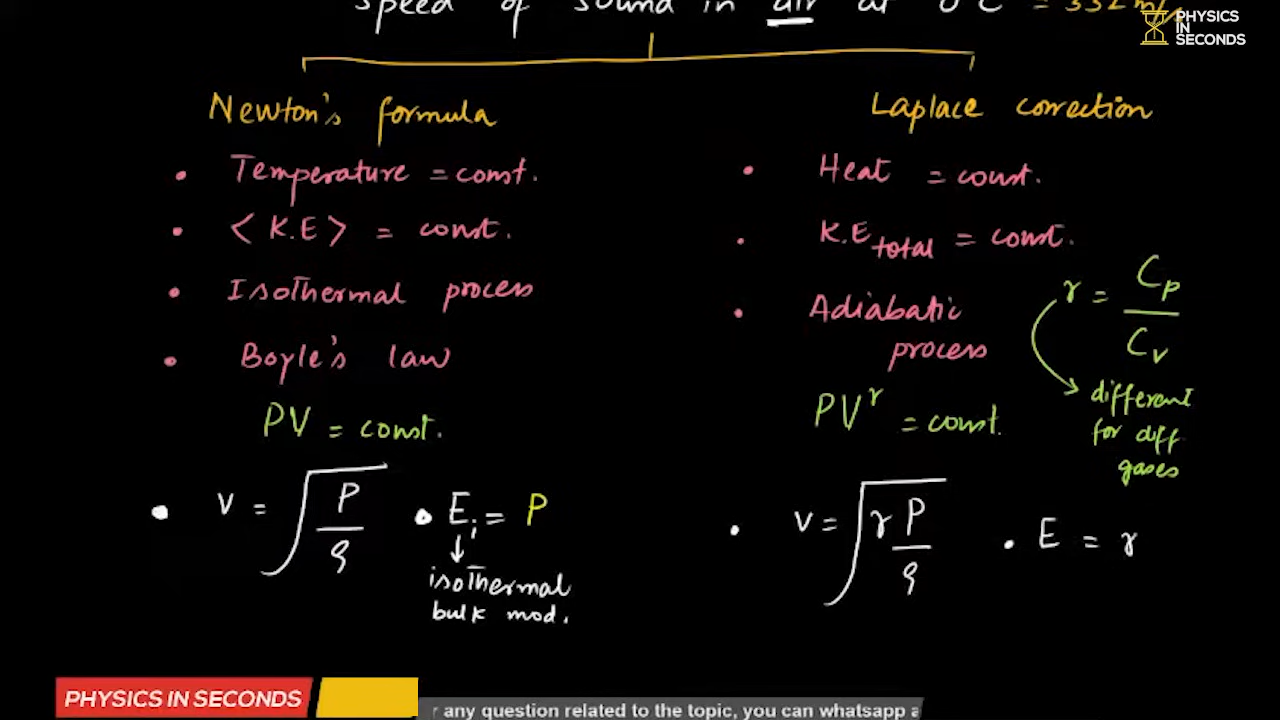 speed of sound in air at 0°C = 332 m/s
PHYSICS
IN
SECONDS
Newton's formula
• Temperature = const.
• <K.E> = const.
• Isothermal process
• Boyle's law
PV = const.
• v = √(P/ρ) • Ei = P
isothermal
bulk mod.
Laplace correction
• Heat = const.
• K.E total = const.
• Adiabatic
process
γ = Cp/Cv
different
for diff
gases
PV^γ = const.
• v = √(γP/ρ) • E = γ
PHYSICS IN SECONDS
r any question related to the topic, you can whatsapp a